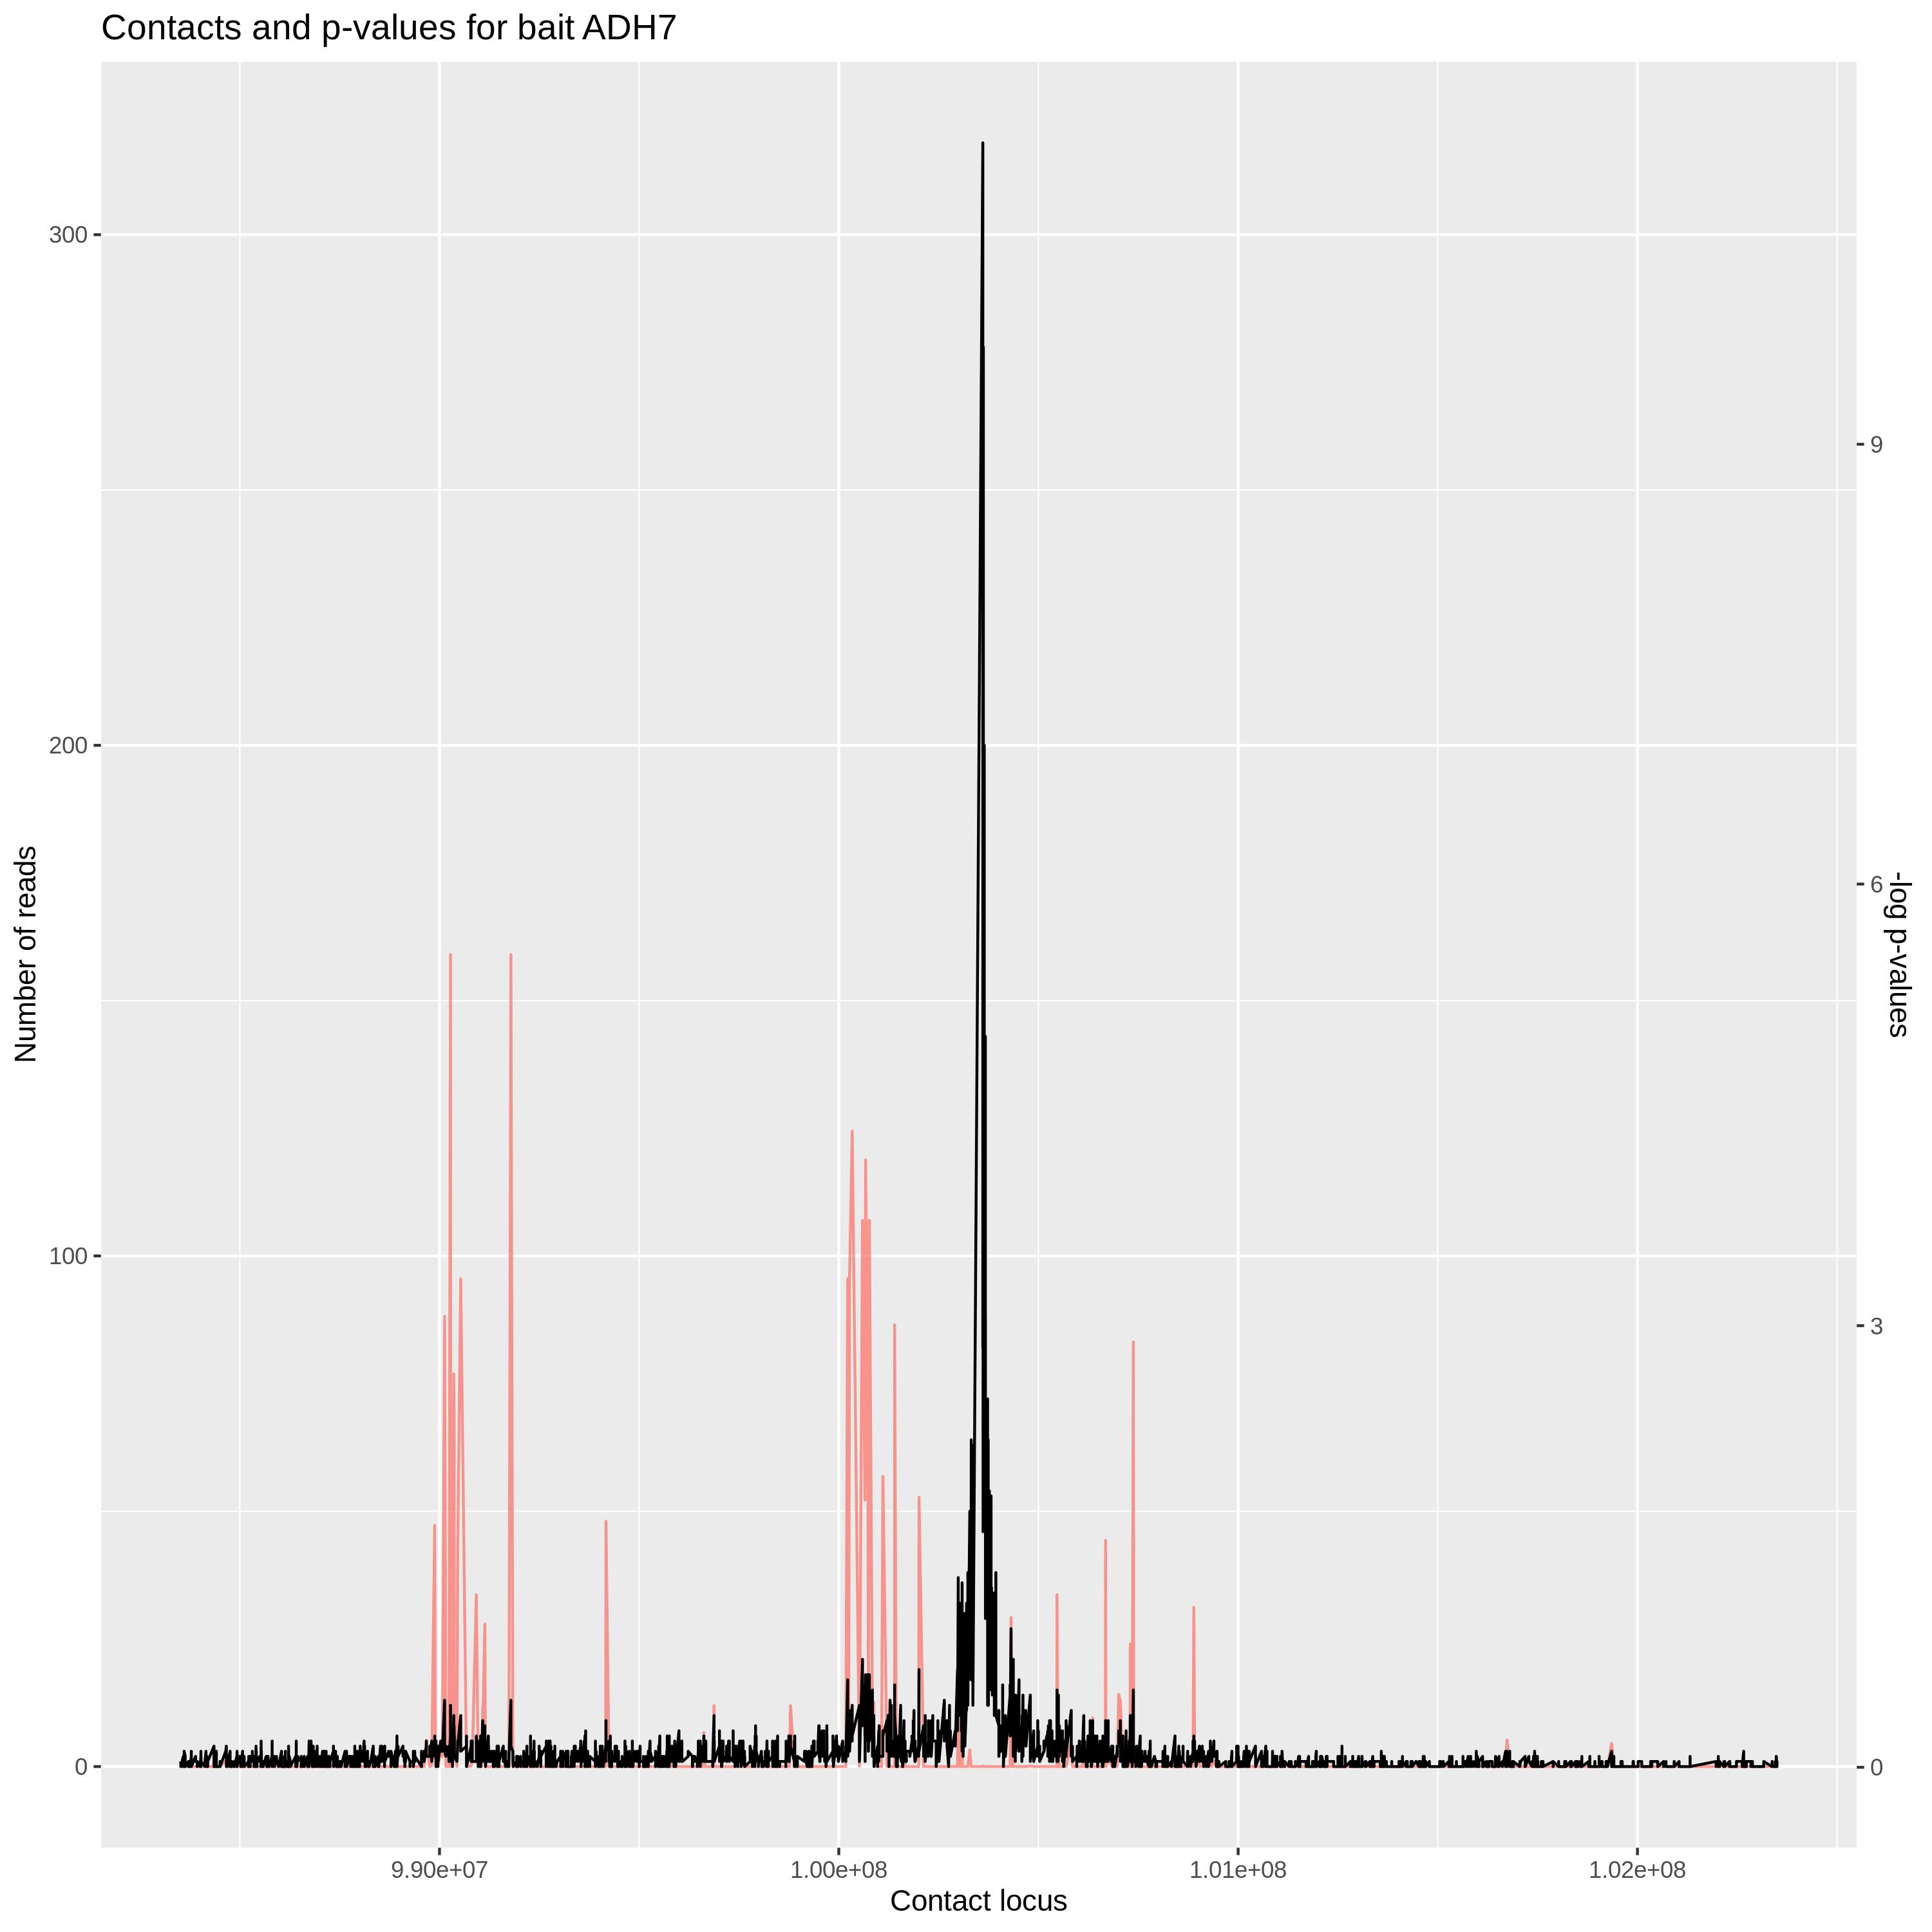 Contacts and p-values for bait ADH7
Number of reads
300
200
100
0
9
6
3
0
-log p-values
9.90e+07
1.00e+08
1.01e+08
1.02e+08
Contact locus